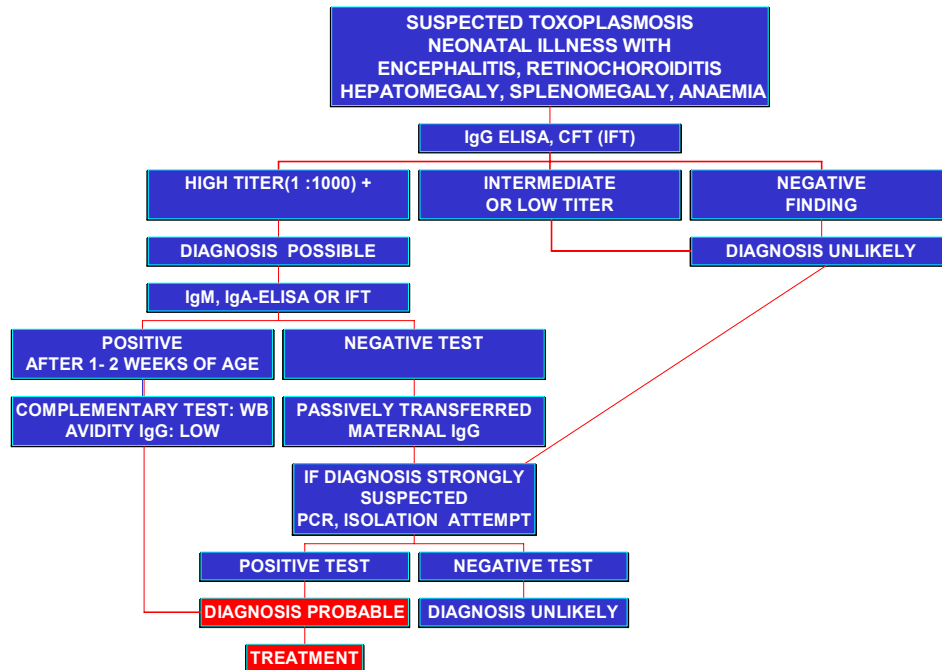 SUSPECTED TOXOPLASMOSIS
NEONATAL ILLNESS WITH
ENCEPHALITIS, RETINOCHOROIDITIS
HEPATOMEGALY, SPLENOMEGALY, ANAEMIA
IgG ELISA, CFT (IFT)
HIGH TITER(1 :1000) +
INTERMEDIATE
OR LOW TITER
NEGATIVE
FINDING
DIAGNOSIS POSSIBLE
DIAGNOSIS UNLIKELY
IgM, IgA-ELISA OR IFT
POSITIVE
AFTER 1- 2 WEEKS OF AGE
NEGATIVE TEST
COMPLEMENTARY TEST: WB
AVIDITY IgG: LOW
PASSIVELY TRANSFERRED
MATERNAL IgG
IF DIAGNOSIS STRONGLY
SUSPECTED
PCR, ISOLATION ATTEMPT
POSITIVE TEST
NEGATIVE TEST
DIAGNOSIS PROBABLE
DIAGNOSIS UNLIKELY
TREATMENT